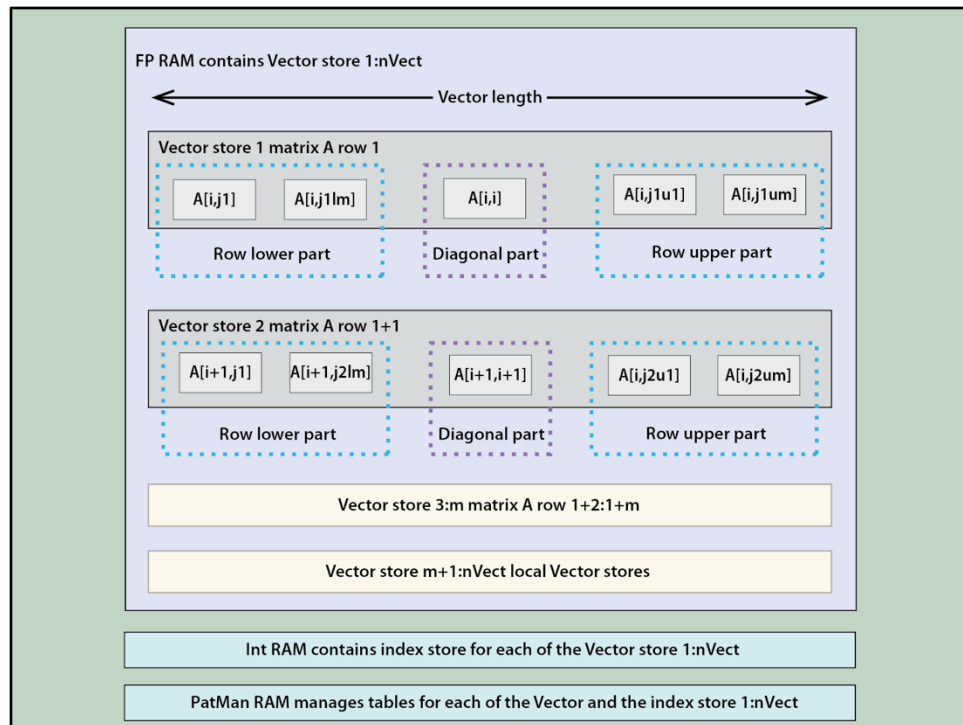 FP RAM contains Vector store 1:nVect
Vector length
Vector store 1 matrix A row 1
A[i,j1]
A[i,j1lm]
A[i,i]
A[i,j1u1]
A[i,j1um]
Row lower part
Diagonal part
Row upper part
Vector store 2 matrix A row 1+1
A[i+1,j1]
A[i+1,j2lm]
A[i+1,i+1]
A[i,j2u1]
A[i,j2um]
Row lower part
Diagonal part
Row upper part
Vector store 3:m matrix A row 1+2:1+m
Vector store m+1:nVect local Vector stores
Int RAM contains index store for each of the Vector store 1:nVect
PatMan RAM manages tables for each of the Vector and the index store 1:nVect